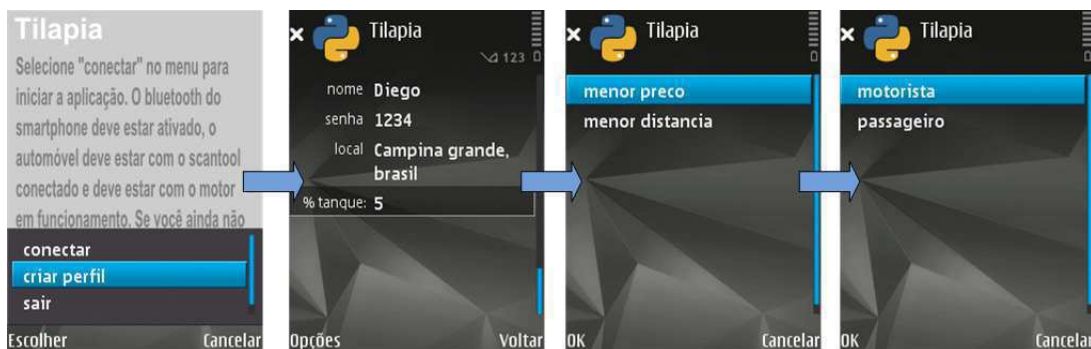 Tilapia
Selecione "conectar" no menu para
iniciar a aplicação. O bluetooth do
smartphone deve estar ativado, o
automóvel deve estar com o scantool
conectado e deve estar com o motor
em funcionamento. Se você ainda não
conectar
criar perfil
sair
Escolher Cancelar
Tilapia
123
nome Diego
senha 1234
local Campina grande,
brasil
% tanque: 5
Opções Voltar
Tilapia
menor preco
menor distancia
OK Cancelar
Tilapia
motorista
passageiro
OK Cancelar